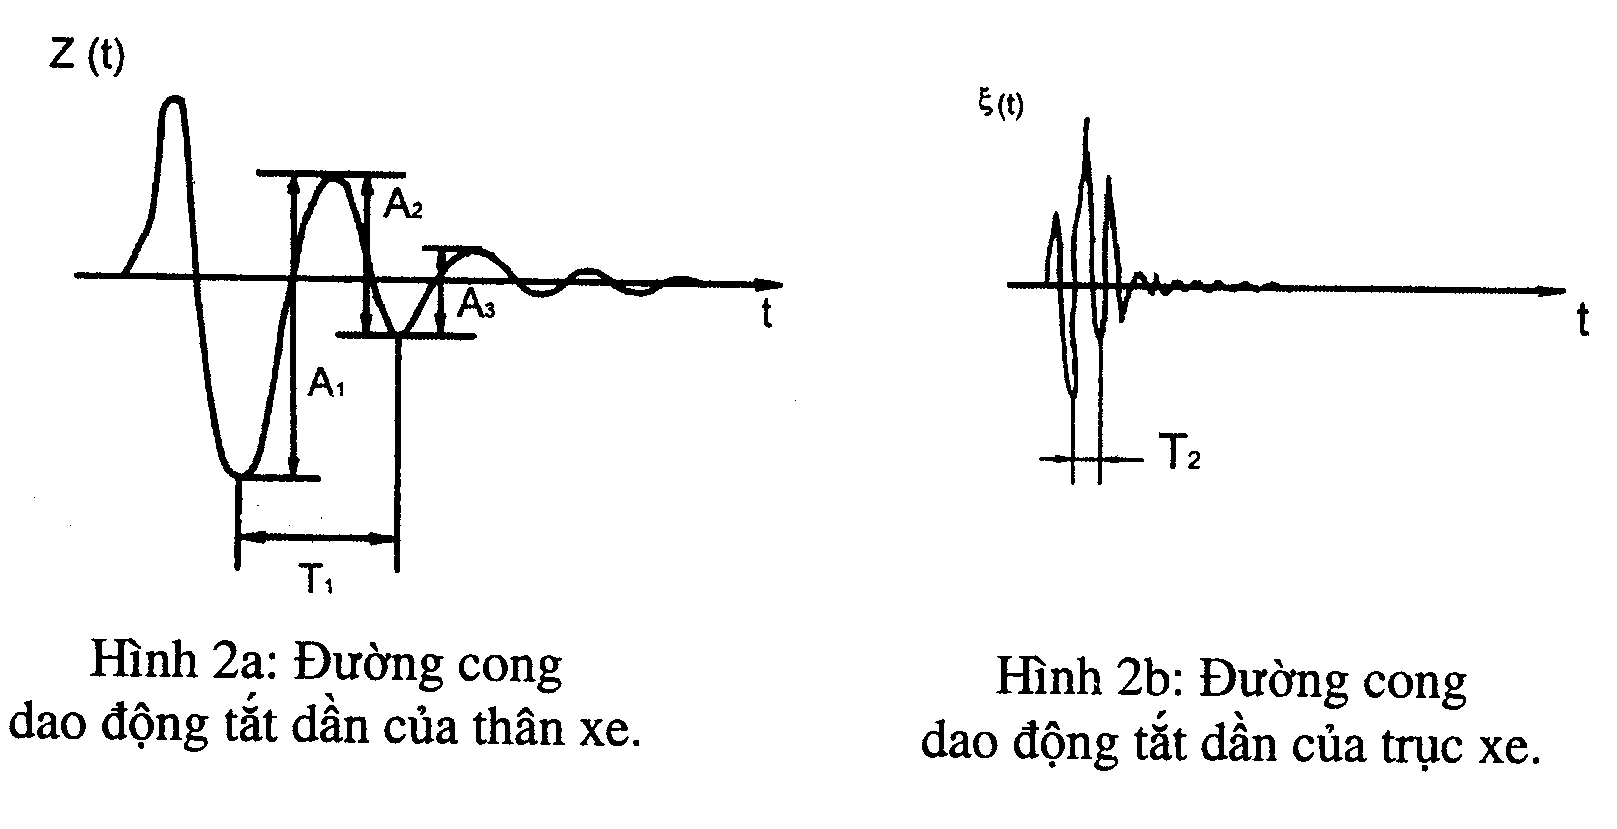 Z (t)
A₂
A₃
A₁
t
T₁
Hình 2a: Đường cong
dao động tắt dần của thân xe.
ξ(t)
t
T₂
Hình 2b: Đường cong
dao động tắt dần của trục xe.